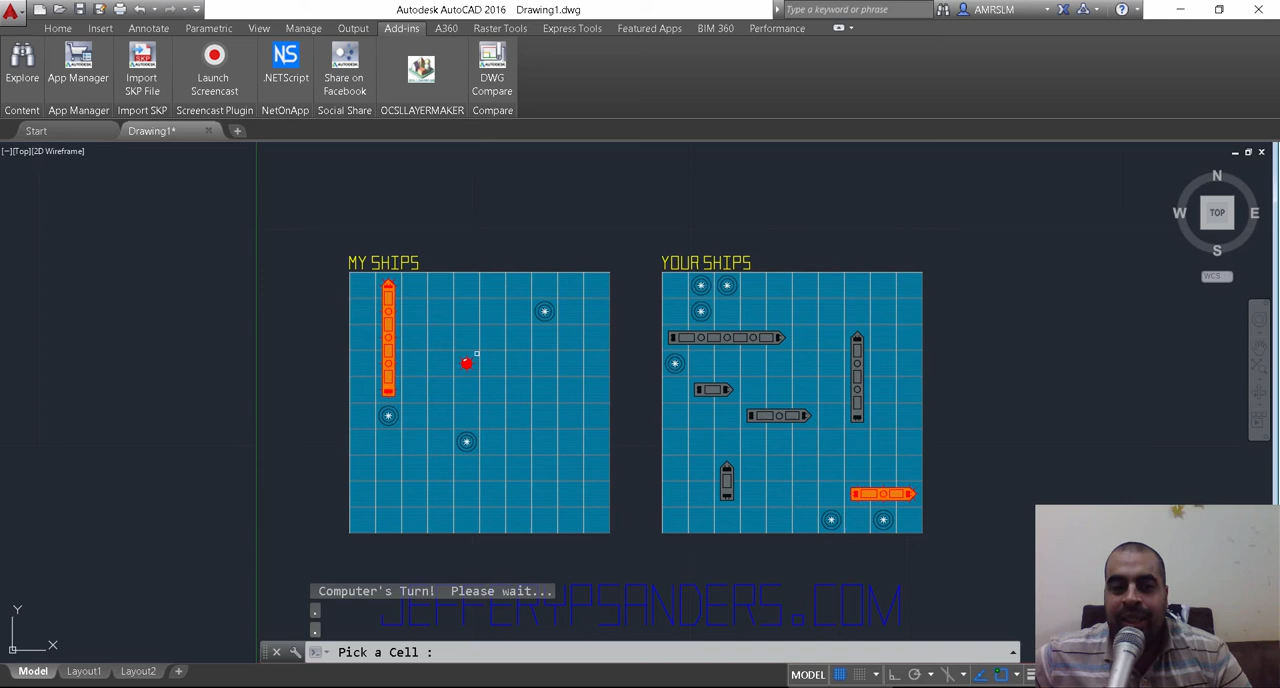 Autodesk AutoCAD 2016 Drawing1.dwg
Type a keyword or phrase
AMRSLM
Home Insert Annotate Parametric View Manage Output Add-ins A360 Raster Tools Express Tools Featured Apps BIM 360 Performance
Explore
App Manager
Import
SKP File
Launch
Screencast
.NETScript
Share on
Facebook
DWG
Compare
Content App Manager Import SKP Screencast Plugin NetOnApp Social Share OCSLLAYERMAKER Compare
Start Drawing1*
[−][Top][2D Wireframe]
N
W TOP E
S
WCS
MY SHIPS YOUR SHIPS
Computer's Turn! Please wait...
.
.
JEFFERYPSANDERS.COM
Y
X
Pick a Cell :
Model Layout1 Layout2
MODEL